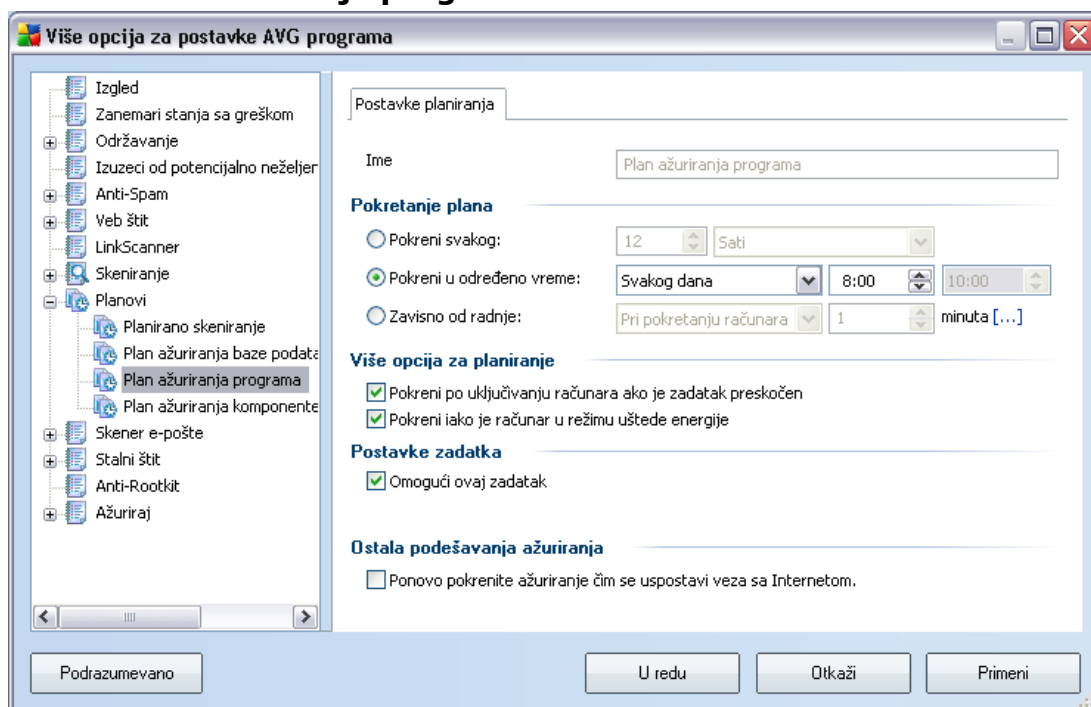 Više opcija za postavke AVG programa
Izgled
Zanemari stanja sa greškom
Održavanje
Izuzeci od potencijalno neželjer
Anti-Spam
Veb štit
LinkScanner
Skeniranje
Planovi
Planirano skeniranje
Plan ažuriranja baze podata
Plan ažuriranja programa
Plan ažuriranja komponente
Skener e-pošte
Stalni štit
Anti-Rootkit
Ažuriraj
Postavke planiranja
Ime Plan ažuriranja programa
Pokretanje plana
Pokreni svakog: 12 Sati
Pokreni u određeno vreme: Svakog dana 8:00 10:00
Zavisno od radnje: Pri pokretanju računara 1 minuta [...]
Više opcija za planiranje
Pokreni po uključivanju računara ako je zadatak preskočen
Pokreni iako je računar u režimu uštede energije
Postavke zadatka
Omogući ovaj zadatak
Ostala podešavanja ažuriranja
Ponovo pokrenite ažuriranje čim se uspostavi veza sa Internetom.
Podrazumevano U redu Otkaži Primeni